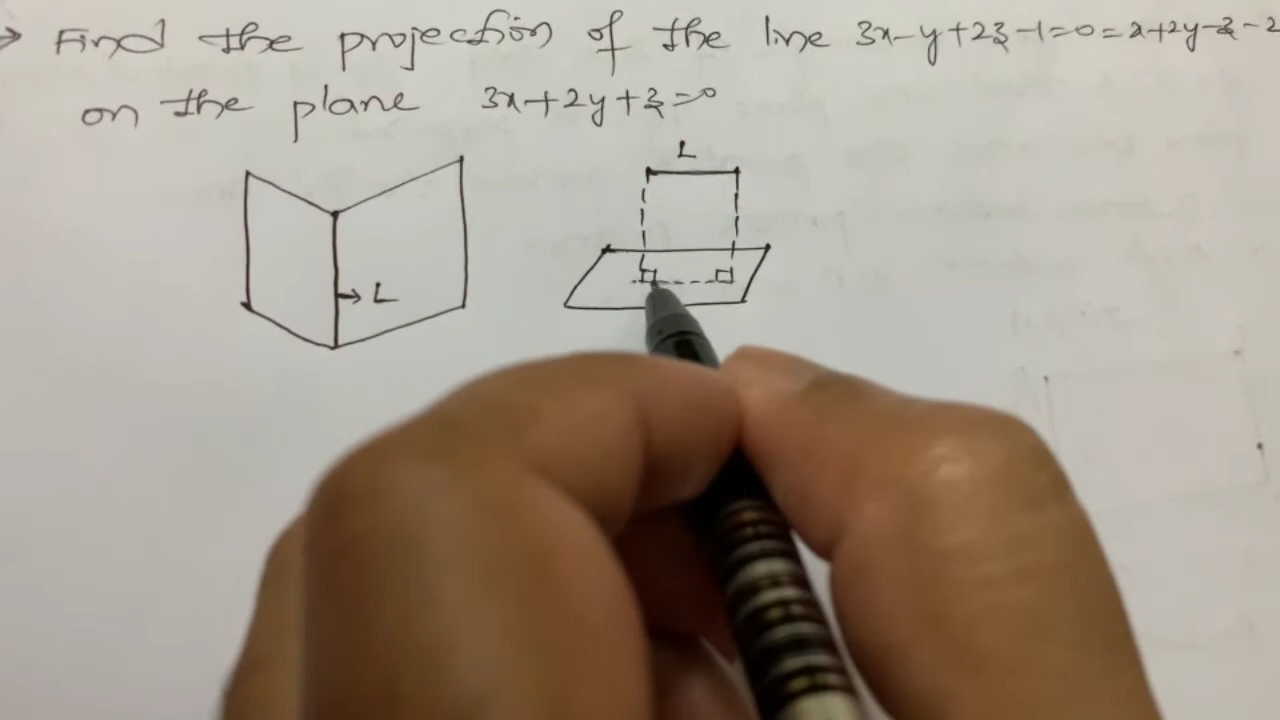 → Find the projection of the line 3x-y+2z-1=0=x+2y-z-2
on the plane 3x+2y+z=0
L
L